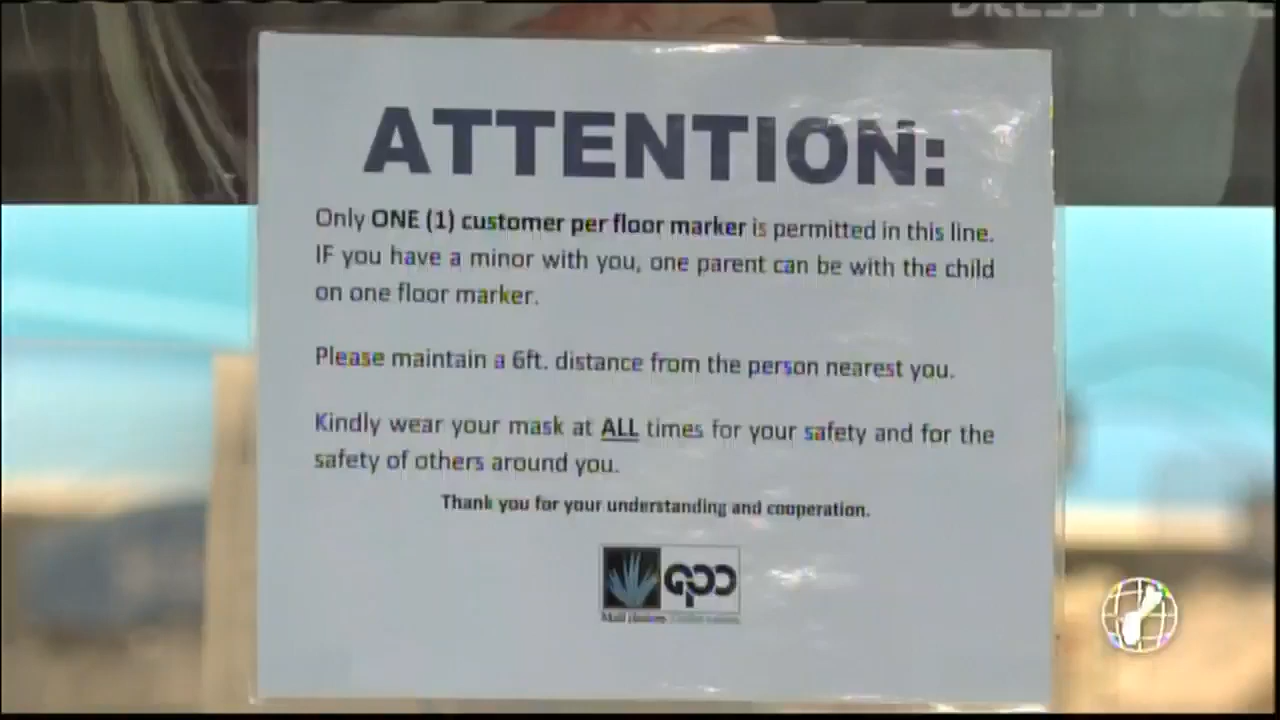 DRESS FOR
ATTENTION:
Only ONE (1) customer per floor marker is permitted in this line.
IF you have a minor with you, one parent can be with the child
on one floor marker.
Please maintain a 6ft. distance from the person nearest you.
Kindly wear your mask at ALL times for your safety and for the
safety of others around you.
Thank you for your understanding and cooperation.
GPO